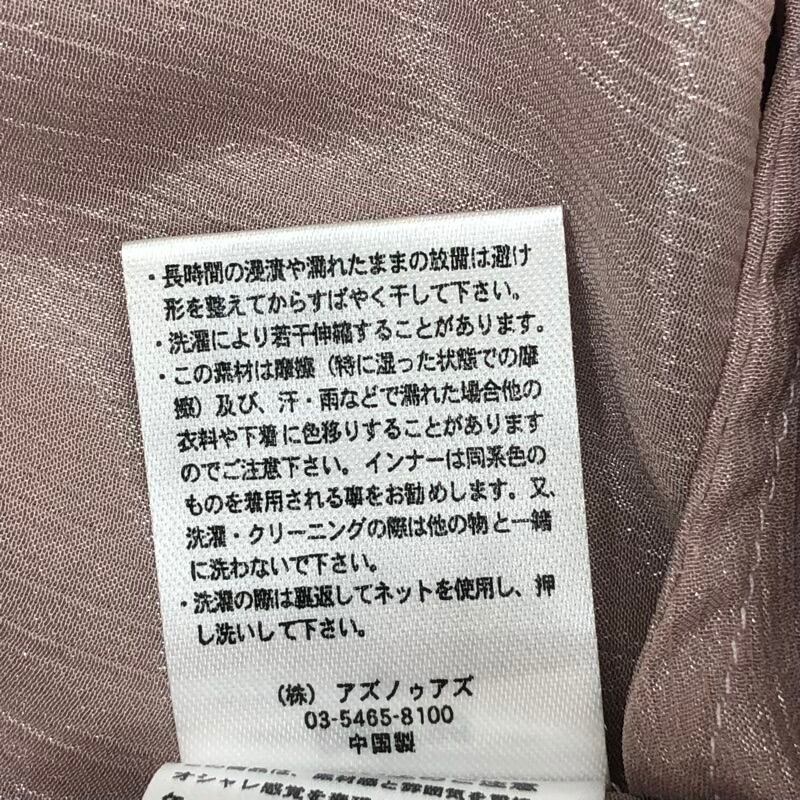 ・長時間の浸漬や濡れたままの放置は避け
形を整えてからすばやく干して下さい。
・洗濯により若干伸縮することがあります。
・この素材は摩擦（特に湿った状態での摩
擦）及び、汗・雨などで濡れた場合他の
衣料や下着に色移りすることがあります
のでご注意下さい。インナーは同系色の
ものを着用される事をお勧めします。又、
洗濯・クリーニングの際は他の物と一緒
に洗わないで下さい。
・洗濯の際は裏返してネットを使用し、押
し洗いして下さい。
（株）アズノゥアズ
03-5465-8100
中国製
オシャレ感覚を